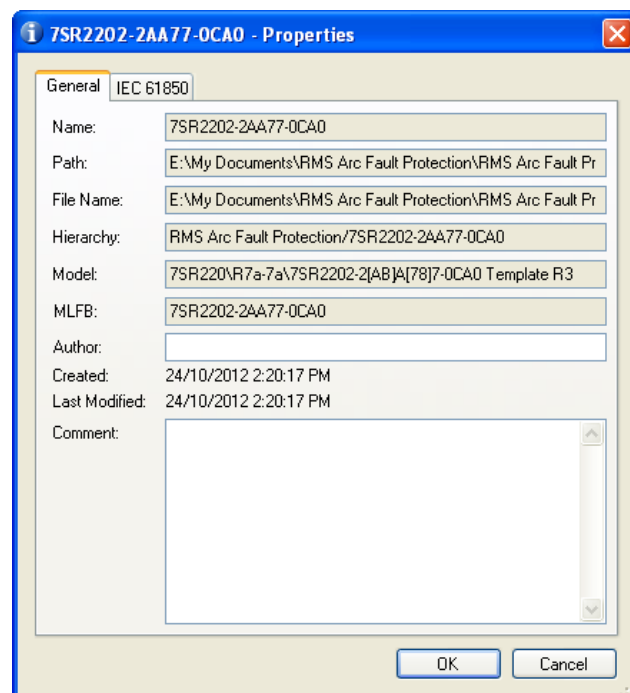 7SR2202-2AA77-0CA0 - Properties
General IEC 61850
Name: 7SR2202-2AA77-0CA0
Path: E:\My Documents\RMS Arc Fault Protection\RMS Arc Fault Pr
File Name: E:\My Documents\RMS Arc Fault Protection\RMS Arc Fault Pr
Hierarchy: RMS Arc Fault Protection/7SR2202-2AA77-0CA0
Model: 7SR220\R7a-7a\7SR2202-2[AB]A[78]7-0CA0 Template R3
MLFB: 7SR2202-2AA77-0CA0
Author:
Created: 24/10/2012 2:20:17 PM
Last Modified: 24/10/2012 2:20:17 PM
Comment:
OK Cancel